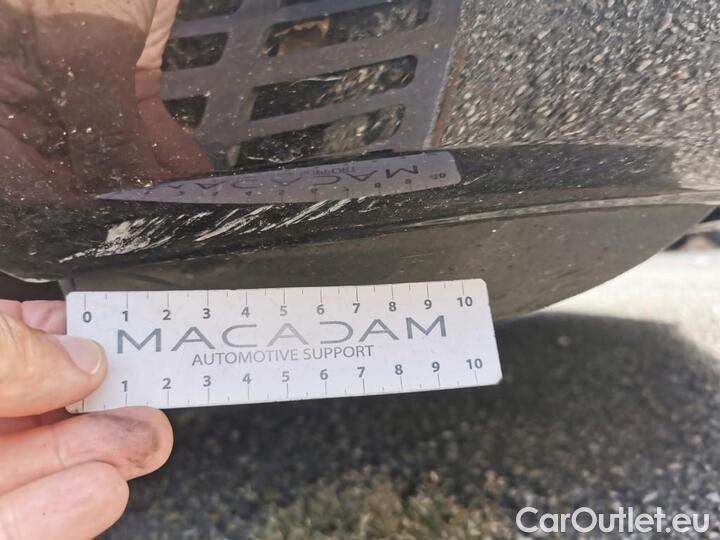 0 1 2 3 4 5 6 7 8 9 10
MACADAM
AUTOMOTIVE SUPPORT
1 2 3 4 5 6 7 8 9 10
CarOutlet.eu